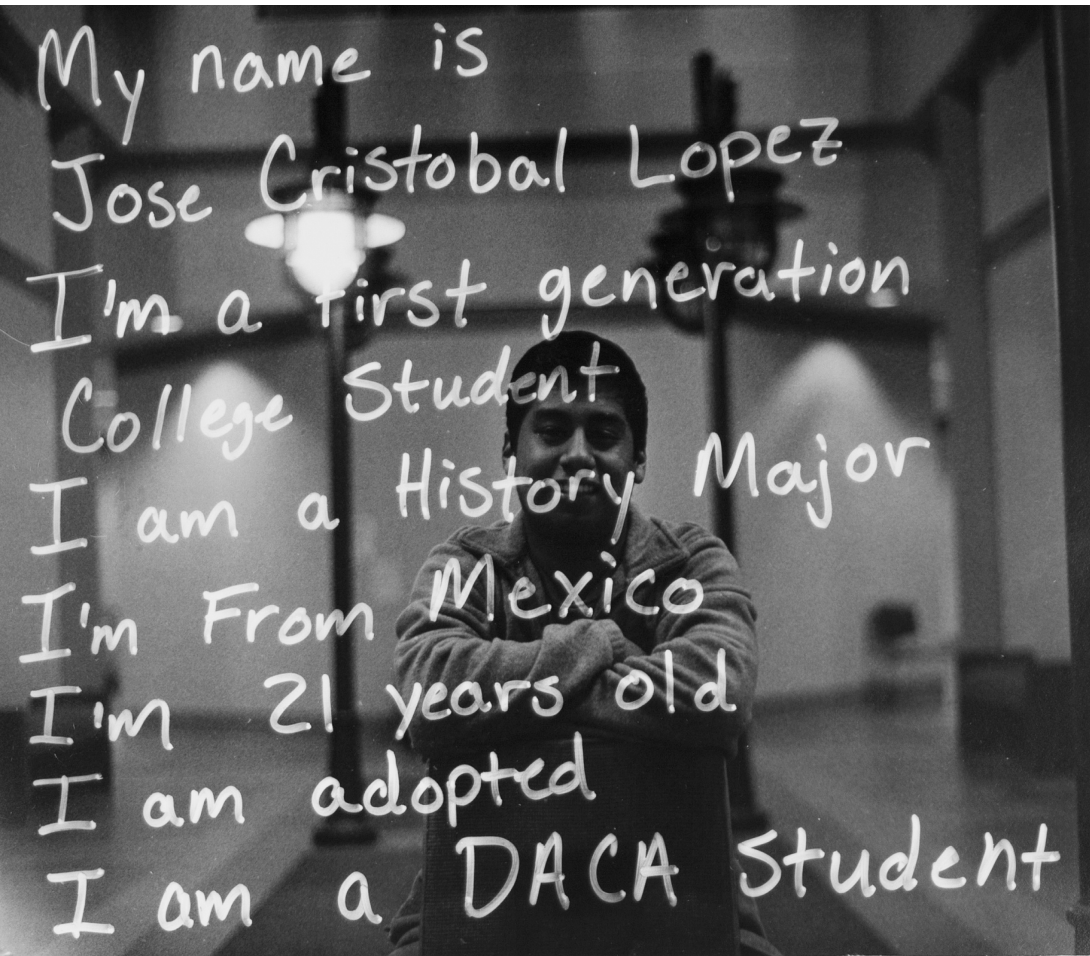 My name is
Jose Cristobal Lopez
I'm a first generation
College Student
I am a History Major
I'm From Mexico
I'm 21 years old
I am adopted
I am a DACA Student